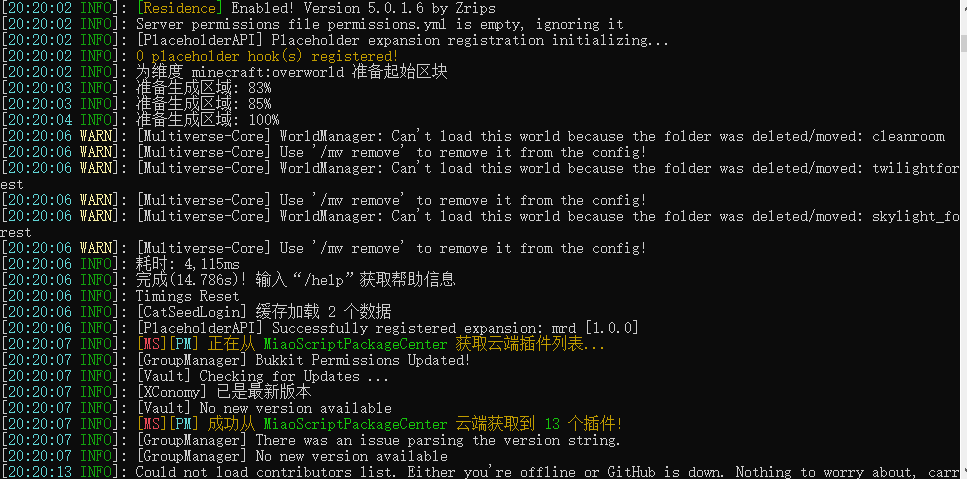 [20:20:02 INFO]: [Residence] Enabled! Version 5.0.1.6 by Zrips
[20:20:02 INFO]: Server permissions file permissions.yml is empty, ignoring it
[20:20:02 INFO]: [PlaceholderAPI] Placeholder expansion registration initializing...
[20:20:02 INFO]: 0 placeholder hook(s) registered!
[20:20:02 INFO]: 为维度 minecraft:overworld 准备起始区块
[20:20:03 INFO]: 准备生成区域: 83%
[20:20:03 INFO]: 准备生成区域: 85%
[20:20:04 INFO]: 准备生成区域: 100%
[20:20:06 WARN]: [Multiverse-Core] WorldManager: Can't load this world because the folder was deleted/moved: cleanroom
[20:20:06 WARN]: [Multiverse-Core] Use '/mv remove' to remove it from the config!
[20:20:06 WARN]: [Multiverse-Core] WorldManager: Can't load this world because the folder was deleted/moved: twilightfor
est
[20:20:06 WARN]: [Multiverse-Core] Use '/mv remove' to remove it from the config!
[20:20:06 WARN]: [Multiverse-Core] WorldManager: Can't load this world because the folder was deleted/moved: skylight_fo
rest
[20:20:06 WARN]: [Multiverse-Core] Use '/mv remove' to remove it from the config!
[20:20:06 INFO]: 耗时: 4,115ms
[20:20:06 INFO]: 完成(14.786s)! 输入“/help”获取帮助信息
[20:20:06 INFO]: Timings Reset
[20:20:06 INFO]: [CatSeedLogin] 缓存加载 2 个数据
[20:20:06 INFO]: [PlaceholderAPI] Successfully registered expansion: mrd [1.0.0]
[20:20:07 INFO]: [MS][PM] 正在从 MiaoScriptPackageCenter 获取云端插件列表...
[20:20:07 INFO]: [GroupManager] Bukkit Permissions Updated!
[20:20:07 INFO]: [Vault] Checking for Updates ...
[20:20:07 INFO]: [XConomy] 已是最新版本
[20:20:07 INFO]: [Vault] No new version available
[20:20:07 INFO]: [MS][PM] 成功从 MiaoScriptPackageCenter 云端获取到 13 个插件!
[20:20:07 INFO]: [GroupManager] There was an issue parsing the version string.
[20:20:07 INFO]: [GroupManager] No new version available
[20:20:13 INFO]: Could not load contributors list. Either you're offline or GitHub is down. Nothing to worry about, carr